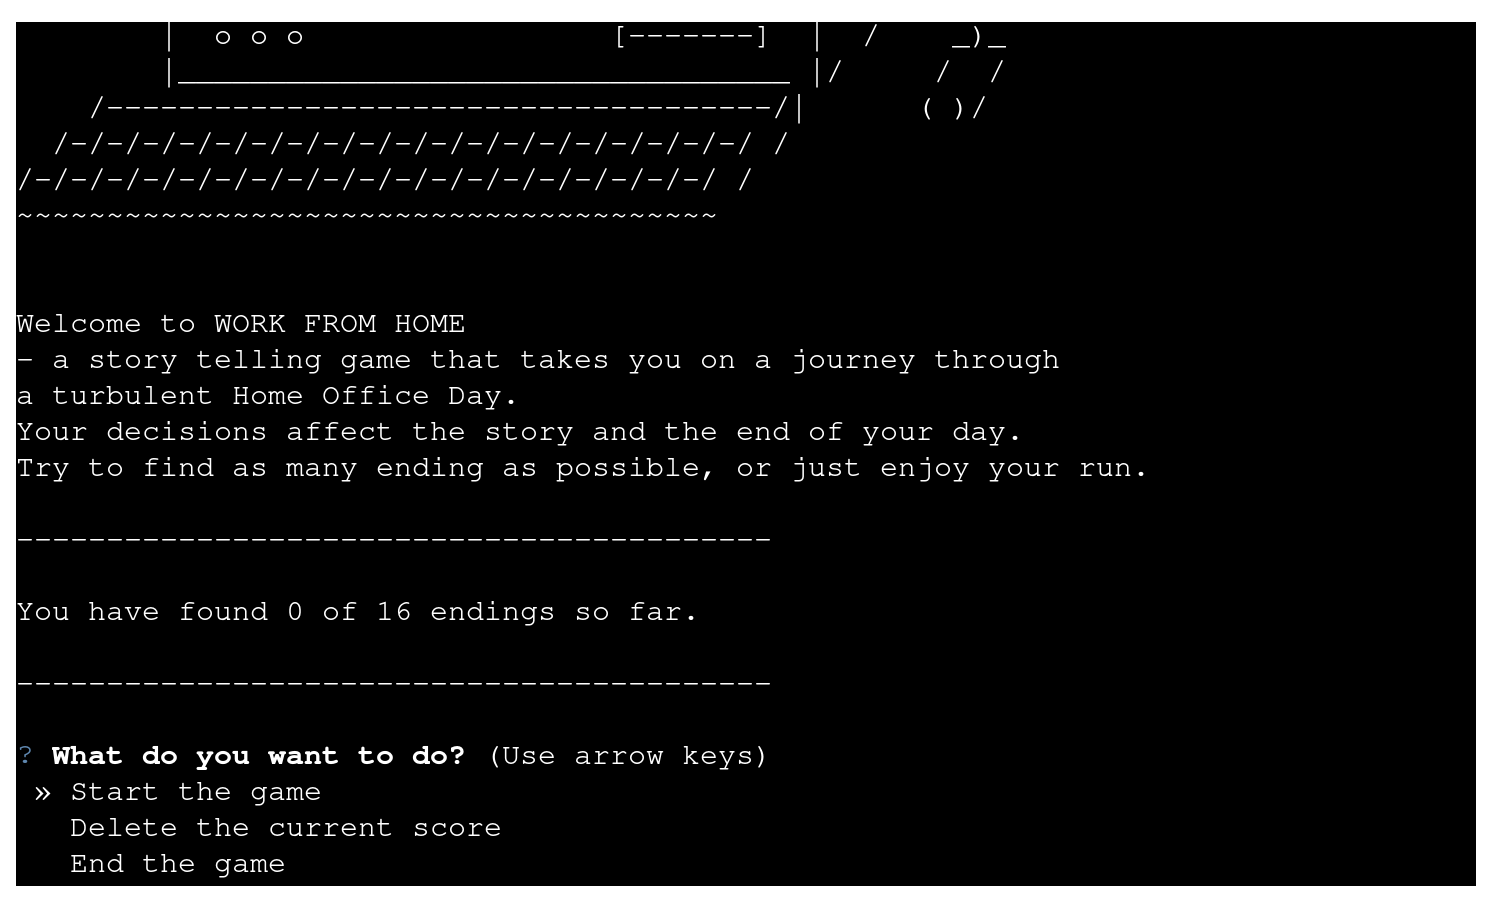 Welcome to WORK FROM HOME
- a story telling game that takes you on a journey through
a turbulent Home Office Day.
Your decisions affect the story and the end of your day.
Try to find as many ending as possible, or just enjoy your run.
You have found 0 of 16 endings so far.
? What do you want to do? (Use arrow keys)
» Start the game
Delete the current score
End the game